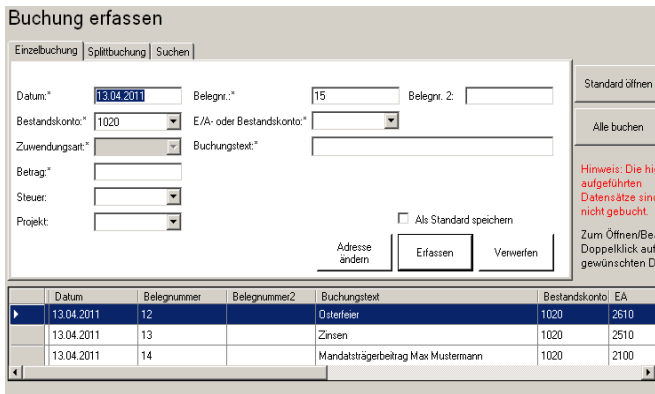 Buchung erfassen
Einzelbuchung Splittbuchung Suchen
Datum:* 13.04.2011 Belegnr.:* 15 Belegnr. 2:
Bestandskonto:* 1020 E/A- oder Bestandskonto:*
Zuwendungsart:* Buchungstext:*
Betrag:*
Steuer:
Projekt:
Als Standard speichern
Adresse ändern Erfassen Verwerfen
Standard öffnen
Alle buchen
Hinweis: Die hi
aufgeführten
Datensätze sind
nicht gebucht.
Zum Öffnen/Bea
Doppelklick auf
gewünschten D
Datum Belegnummer Belegnummer2 Buchungstext Bestandskonto EA
13.04.2011 12 Osterfeier 1020 2610
13.04.2011 13 Zinsen 1020 2510
13.04.2011 14 Mandatsträgerbeitrag Max Mustermann 1020 2100